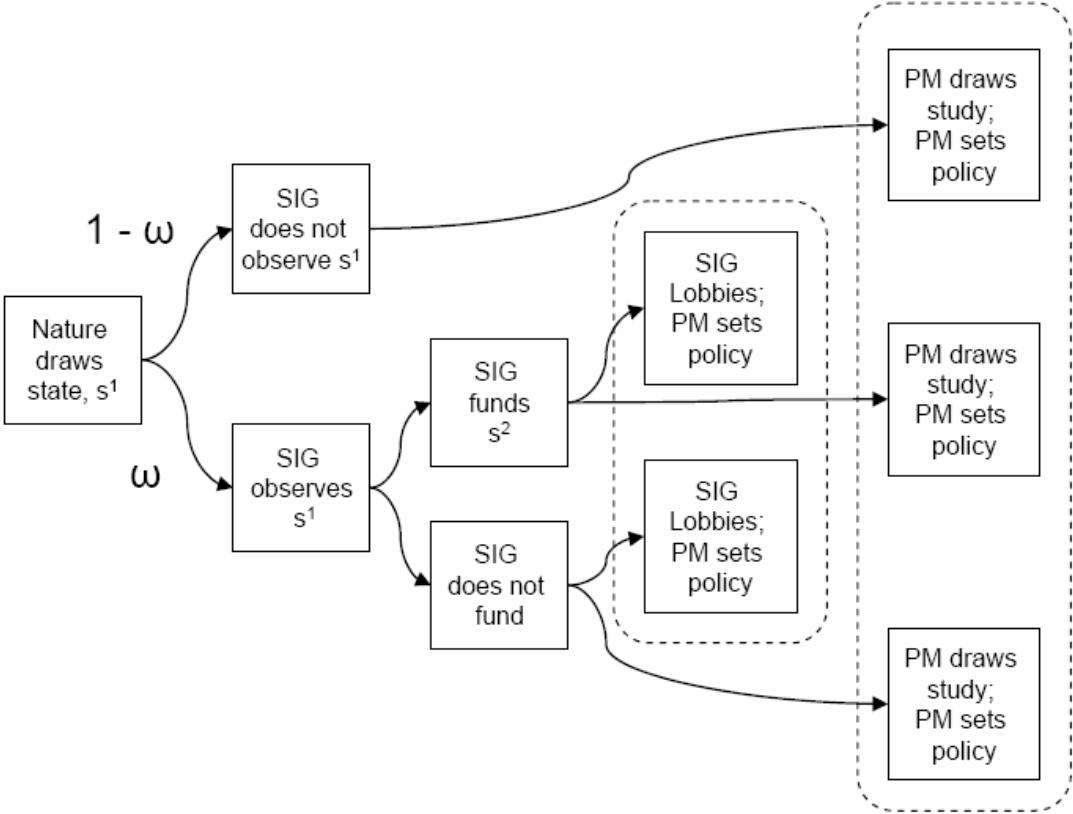 Nature
draws
state, s¹
1 - ω
ω
SIG
does not
observe s¹
SIG
observes
s¹
SIG
funds
s²
SIG
does not
fund
SIG
Lobbies;
PM sets
policy
SIG
Lobbies;
PM sets
policy
PM draws
study;
PM sets
policy
PM draws
study;
PM sets
policy
PM draws
study;
PM sets
policy